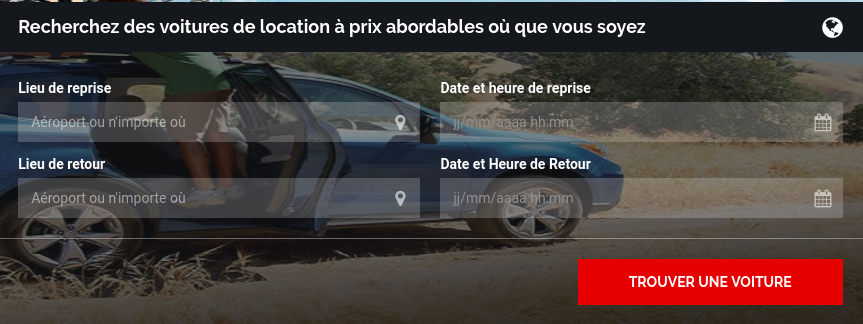 Recherchez des voitures de location à prix abordables où que vous soyez
Lieu de reprise
Date et heure de reprise
Aéroport ou n'importe où
jj/mm/aaaa hh:mm
Lieu de retour
Date et Heure de Retour
Aéroport ou n'importe où
jj/mm/aaaa hh:mm
TROUVER UNE VOITURE